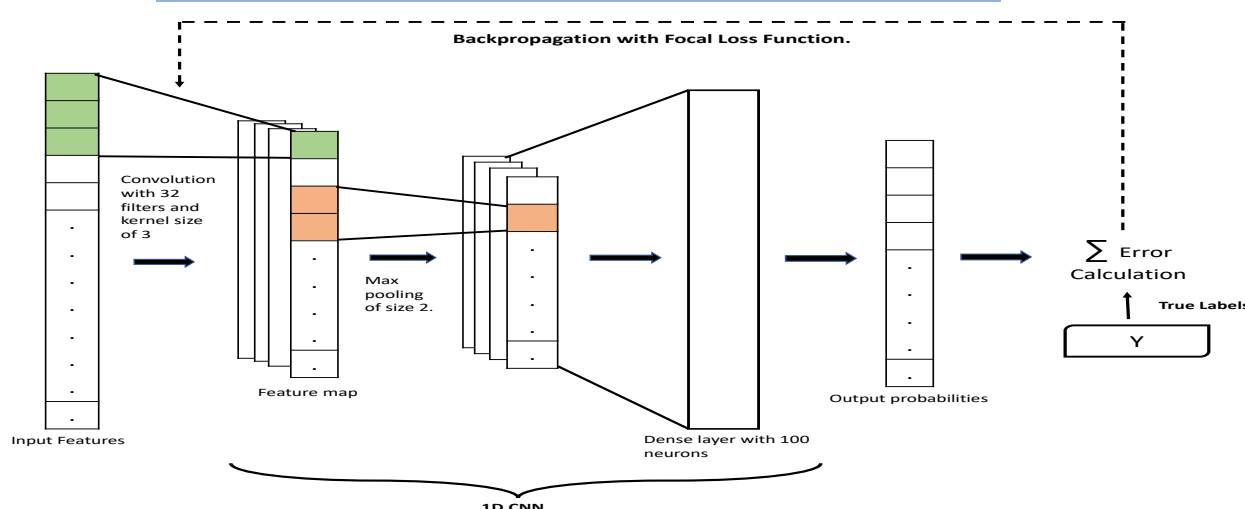 Backpropagation with Focal Loss Function.
Convolution
with 32
filters and
kernel size
of 3
Max
pooling
of size 2.
∑ Error
Calculation
True Labels
Y
Feature map
Output probabilities
Input Features
Dense layer with 100
neurons
1D CNN